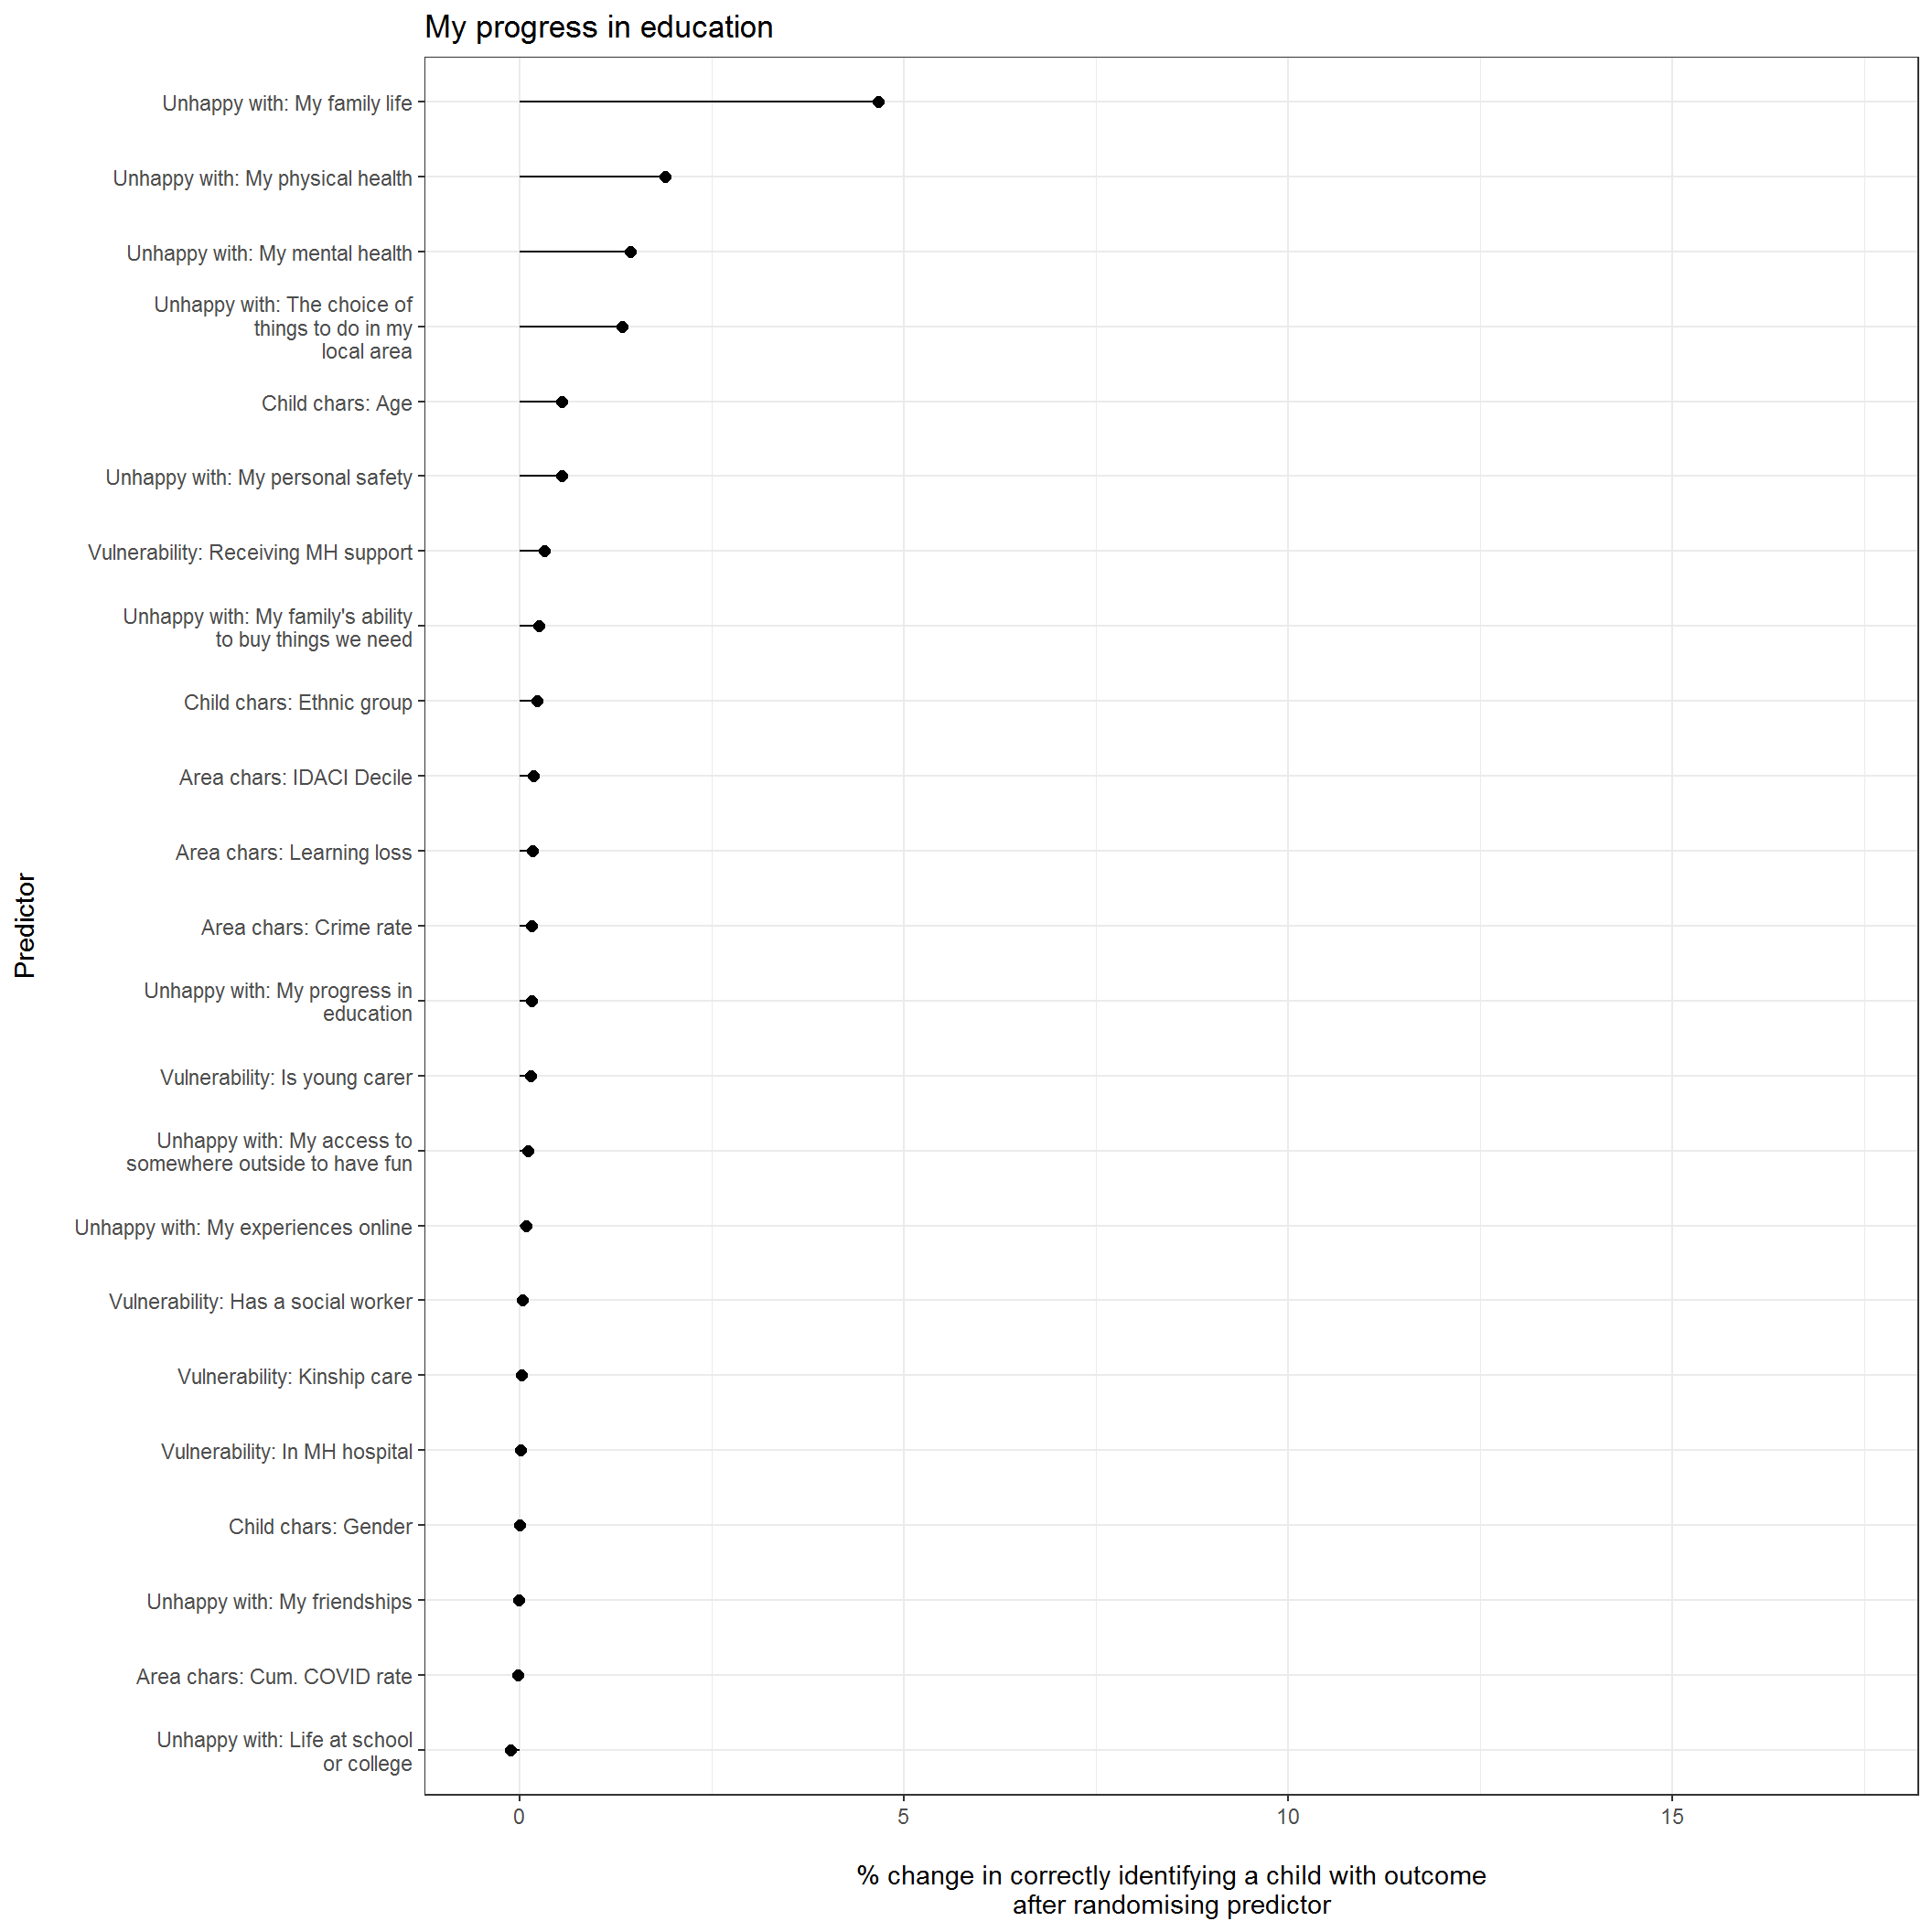 My progress in education
Unhappy with: My family life
Unhappy with: My physical health
Unhappy with: My mental health
Unhappy with: The choice of
things to do in my
local area
Child chars: Age
Unhappy with: My personal safety
Vulnerability: Receiving MH support
Unhappy with: My family's ability
to buy things we need
Child chars: Ethnic group
Area chars: IDACI Decile
Area chars: Learning loss
Area chars: Crime rate
Unhappy with: My progress in
education
Vulnerability: Is young carer
Unhappy with: My access to
somewhere outside to have fun
Unhappy with: My experiences online
Vulnerability: Has a social worker
Vulnerability: Kinship care
Vulnerability: In MH hospital
Child chars: Gender
Unhappy with: My friendships
Area chars: Cum. COVID rate
Unhappy with: Life at school
or college
Predictor
0 5 10 15
% change in correctly identifying a child with outcome
after randomising predictor